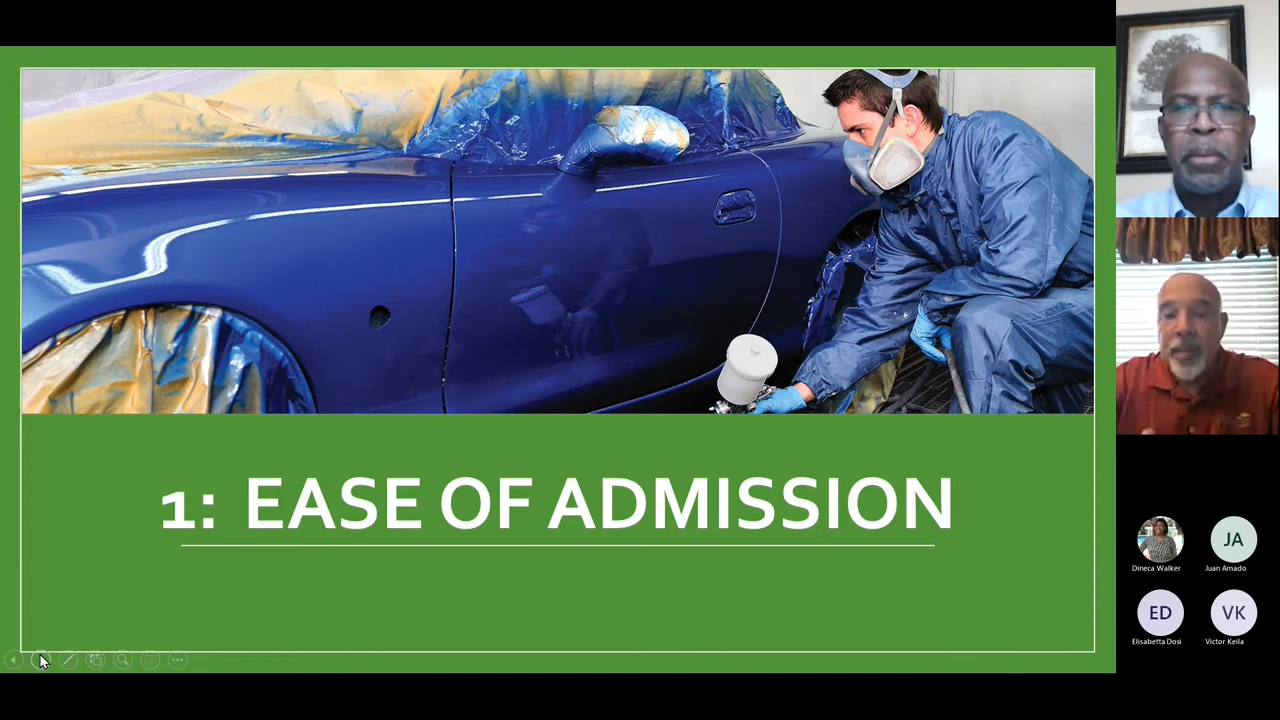 1: EASE OF ADMISSION
JA
Dineca Walker
Juan Amado
ED
VK
Elisabetta Dosi
Victor Keila